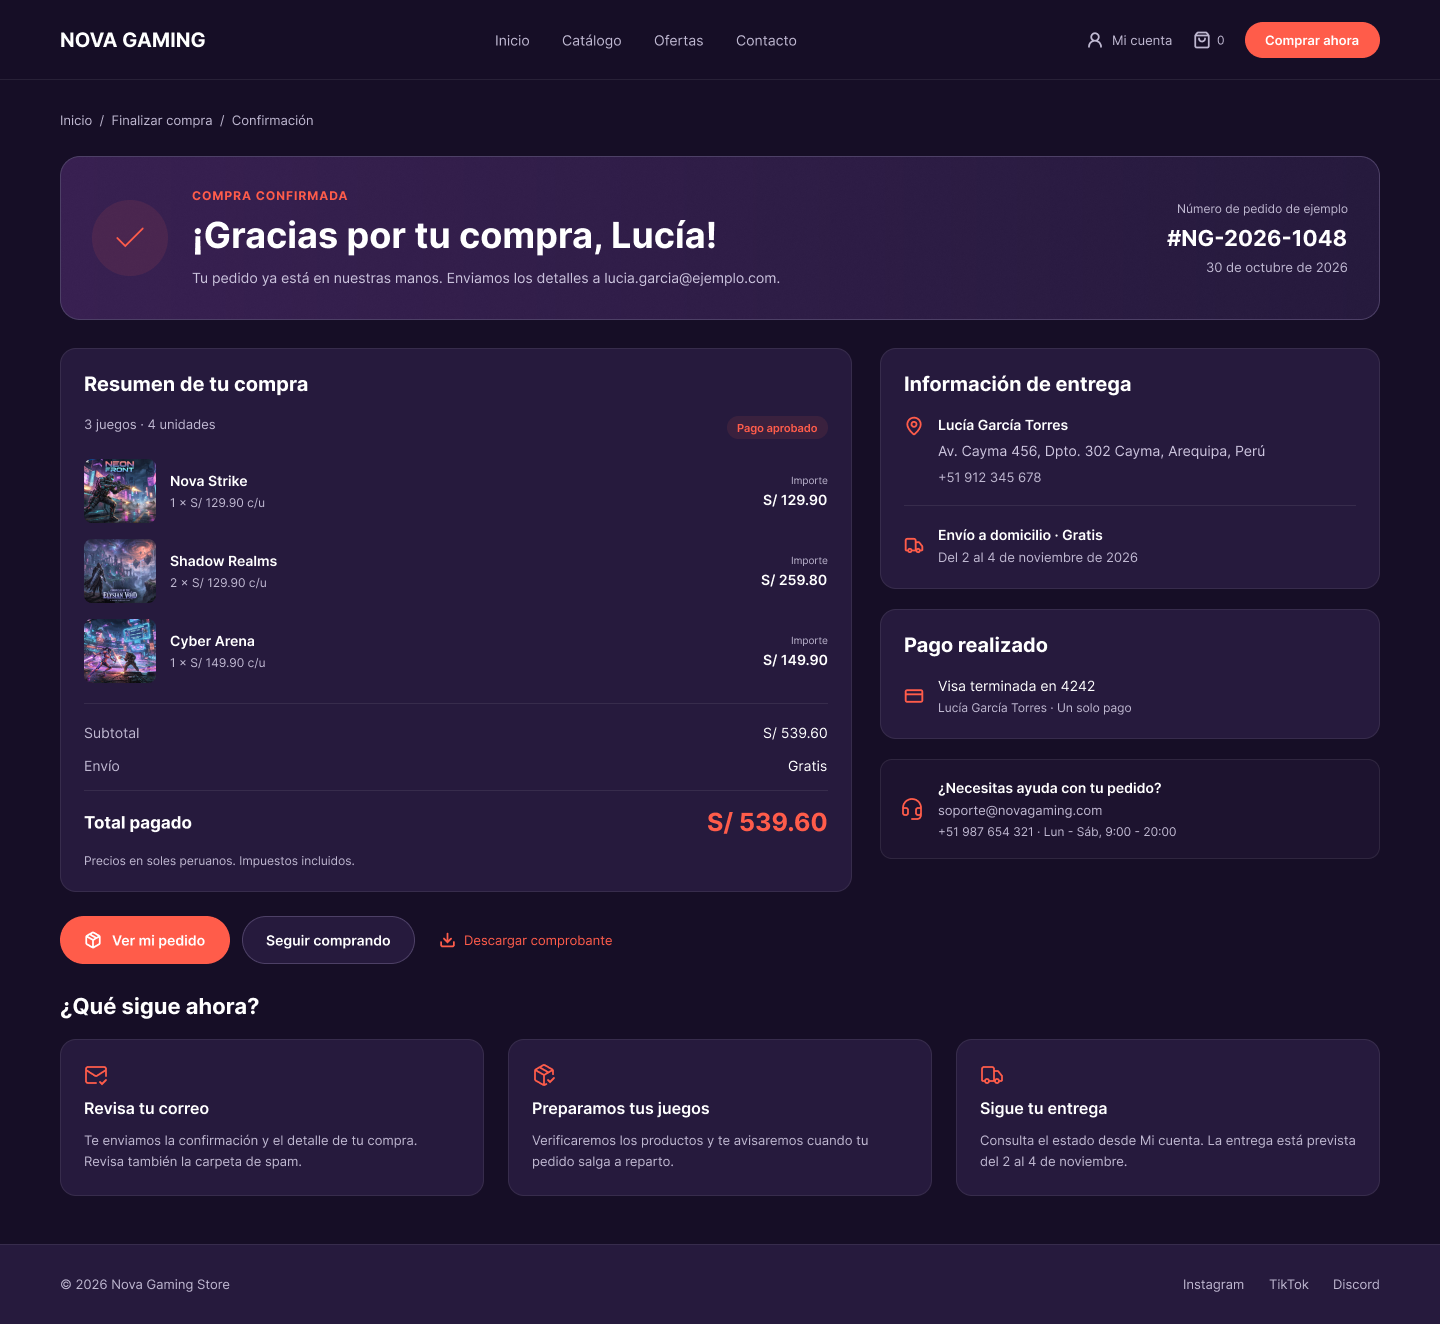 NOVA GAMING
Inicio
Catálogo
Ofertas
Contacto
Mi cuenta
0
Comprar ahora
Inicio / Finalizar compra / Confirmación
COMPRA CONFIRMADA
¡Gracias por tu compra, Lucía!
Tu pedido ya está en nuestras manos. Enviamos los detalles a lucia.garcia@ejemplo.com.
Número de pedido de ejemplo
#NG-2026-1048
30 de octubre de 2026
Resumen de tu compra
3 juegos · 4 unidades
Pago aprobado
NEON
FRONT
Nova Strike
1 × S/ 129.90 c/u
Importe
S/ 129.90
ELYSIAN VOID
Shadow Realms
2 × S/ 129.90 c/u
Importe
S/ 259.80
Cyber Arena
1 × S/ 149.90 c/u
Importe
S/ 149.90
Subtotal
S/ 539.60
Envío
Gratis
Total pagado
S/ 539.60
Precios en soles peruanos. Impuestos incluidos.
Información de entrega
Lucía García Torres
Av. Cayma 456, Dpto. 302 Cayma, Arequipa, Perú
+51 912 345 678
Envío a domicilio · Gratis
Del 2 al 4 de noviembre de 2026
Pago realizado
Visa terminada en 4242
Lucía García Torres · Un solo pago
¿Necesitas ayuda con tu pedido?
soporte@novagaming.com
+51 987 654 321 · Lun - Sáb, 9:00 - 20:00
Ver mi pedido
Seguir comprando
Descargar comprobante
¿Qué sigue ahora?
Revisa tu correo
Te enviamos la confirmación y el detalle de tu compra.
Revisa también la carpeta de spam.
Preparamos tus juegos
Verificaremos los productos y te avisaremos cuando tu
pedido salga a reparto.
Sigue tu entrega
Consulta el estado desde Mi cuenta. La entrega está prevista
del 2 al 4 de noviembre.
© 2026 Nova Gaming Store
Instagram
TikTok
Discord